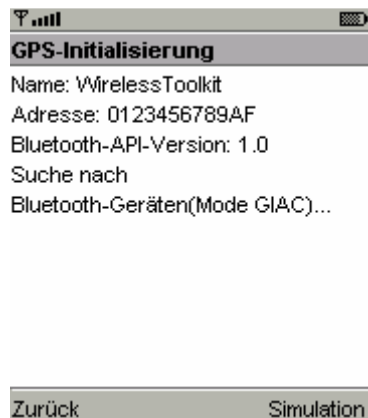 GPS-Initialisierung
Name: WirelessToolkit
Adresse: 0123456789AF
Bluetooth-API-Version: 1.0
Suche nach
Bluetooth-Geräten(Mode GIAC)...
Zurück
Simulation